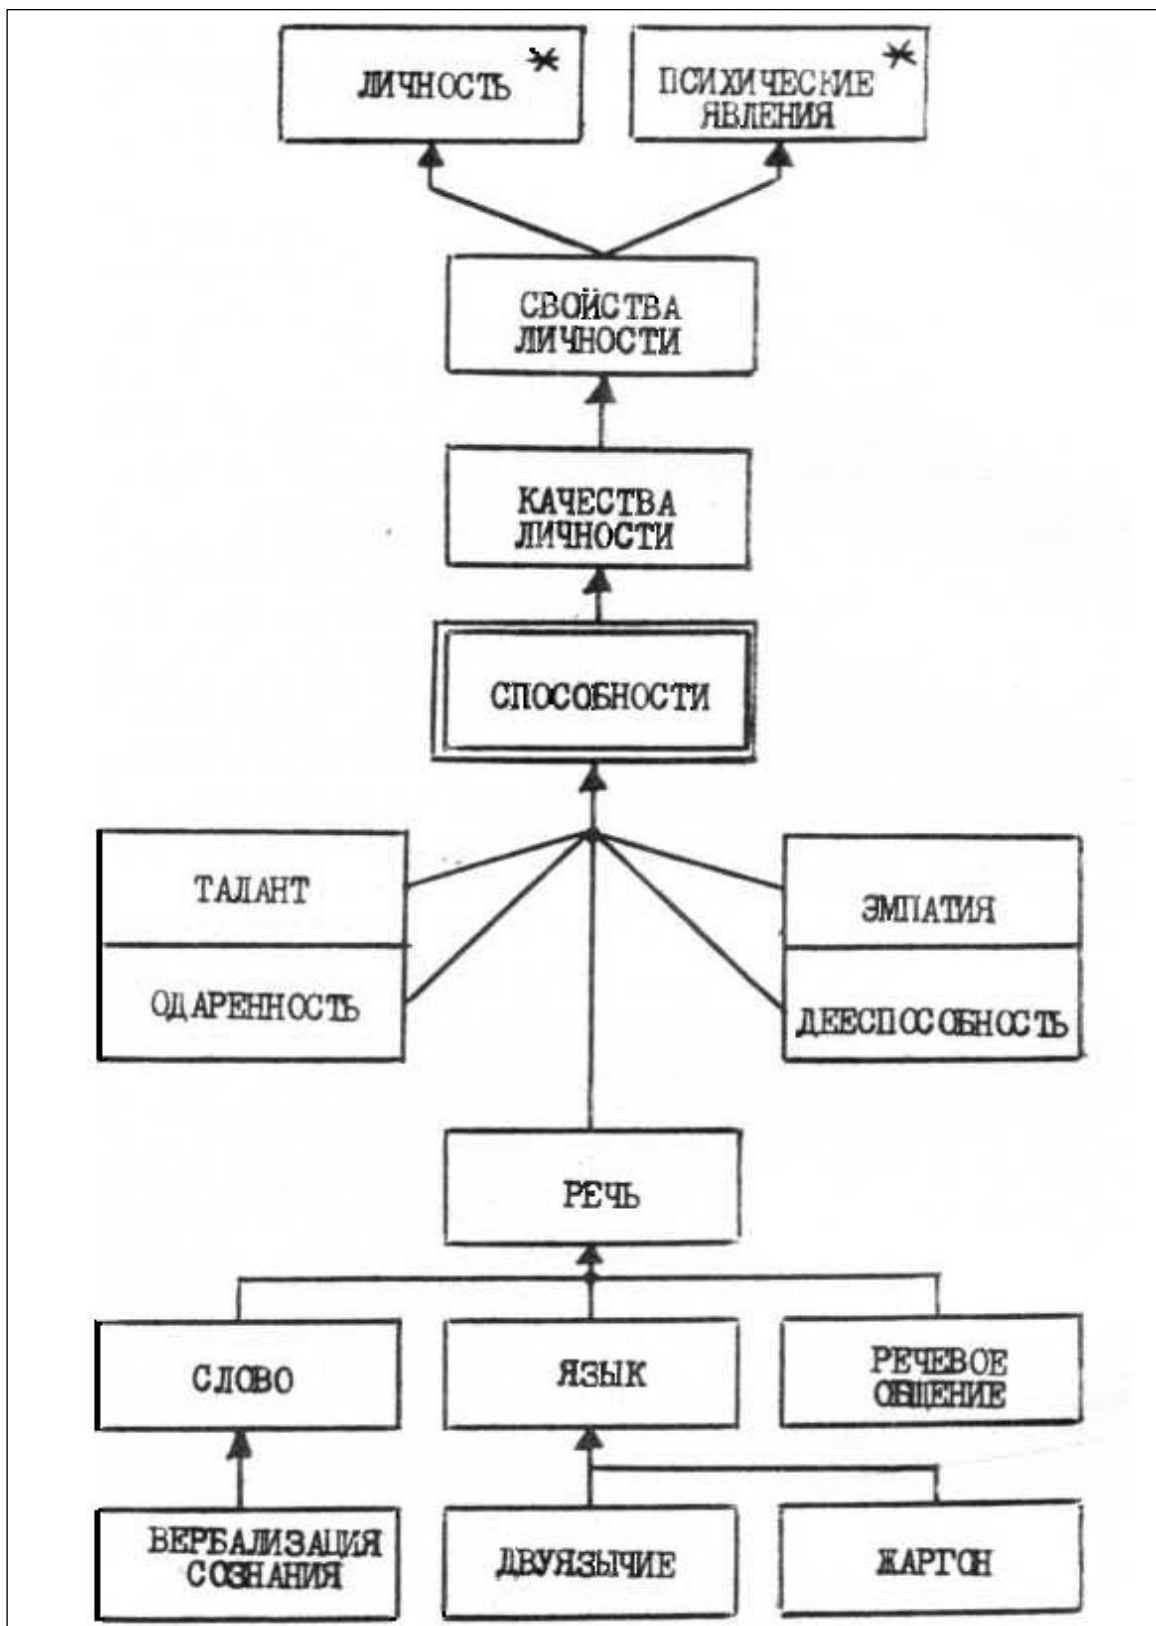 ЛИЧНОСТЬ *
ПСИХИЧЕСКИЕ *
ЯВЛЕНИЯ
СВОЙСТВА
ЛИЧНОСТИ
КАЧЕСТВА
ЛИЧНОСТИ
СПОСОБНОСТИ
ТАЛАНТ
ОДАРЕННОСТЬ
ЭМПАТИЯ
ДЕЕСПОСОБНОСТЬ
РЕЧЬ
СЛОВО
ЯЗЫК
РЕЧЕВОЕ
ОБЩЕНИЕ
ВЕРБАЛИЗАЦИЯ
СОЗНАНИЯ
ДВУЯЗЫЧИЕ
ЖАРГОН